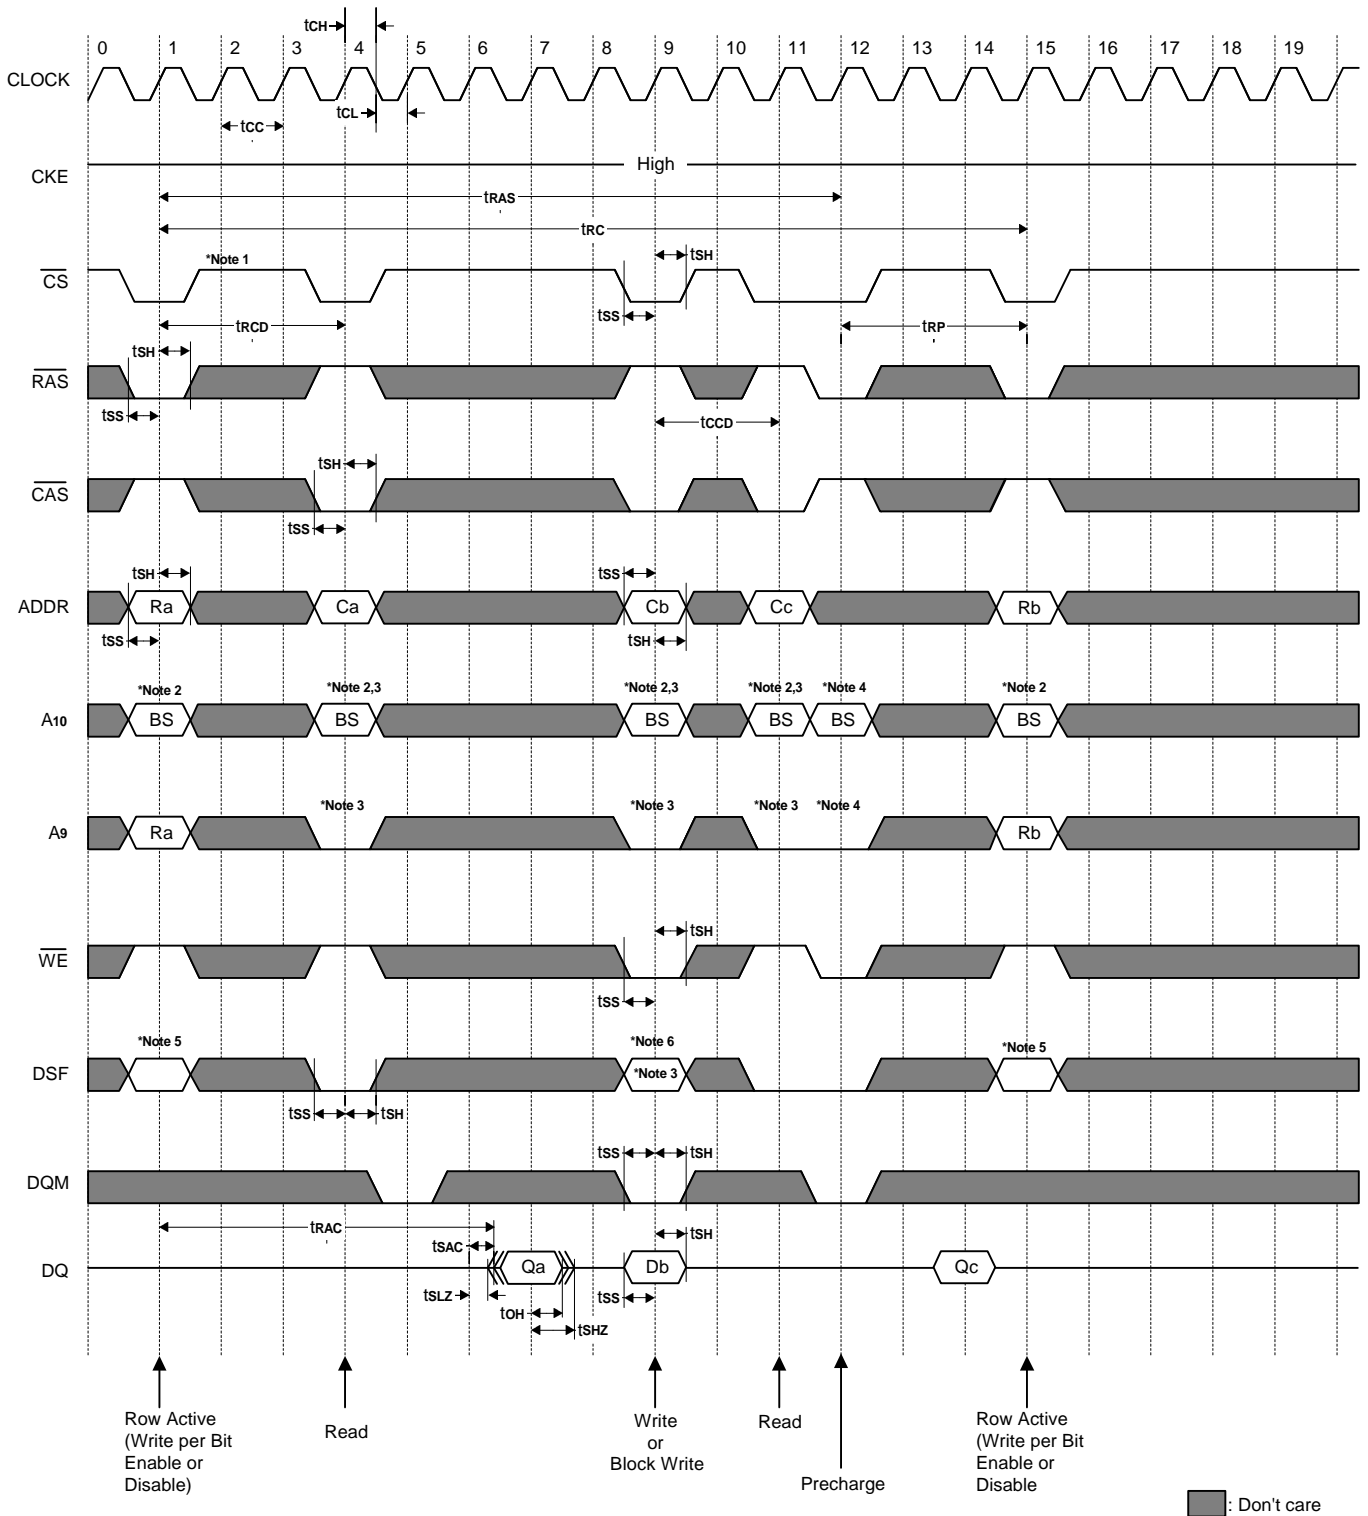 tCH
0 1 2 3 4 5 6 7 8 9 10 11 12 13 14 15 16 17 18 19
CLOCK
tCL
tCC
High
CKE
tRAS
tRC
*Note 1
tSH
CS
tSS
tRCD
tRP
tSH
RAS
tSS
tCCD
tSH
CAS
tSS
tSH
tSS
ADDR
Ra Ca Cb Cc Rb
tSS
tSH
*Note 2 *Note 2,3 *Note 2,3 *Note 2,3 *Note 4 *Note 2
A10
BS BS BS BS BS BS
*Note 3 *Note 3 *Note 3 *Note 4
A9
Ra Rb
tSH
WE
tSS
*Note 5 *Note 6 *Note 5
DSF
*Note 3
tSS tSH
tSS tSH
DQM
tRAC
tSH
tSAC
DQ
Qa Db Qc
tSLZ
tSS
tOH
tSHZ
Row Active
(Write per Bit
Enable or
Disable)
Read
Write
or
Block Write
Read
Precharge
Row Active
(Write per Bit
Enable or
Disable
: Don't care